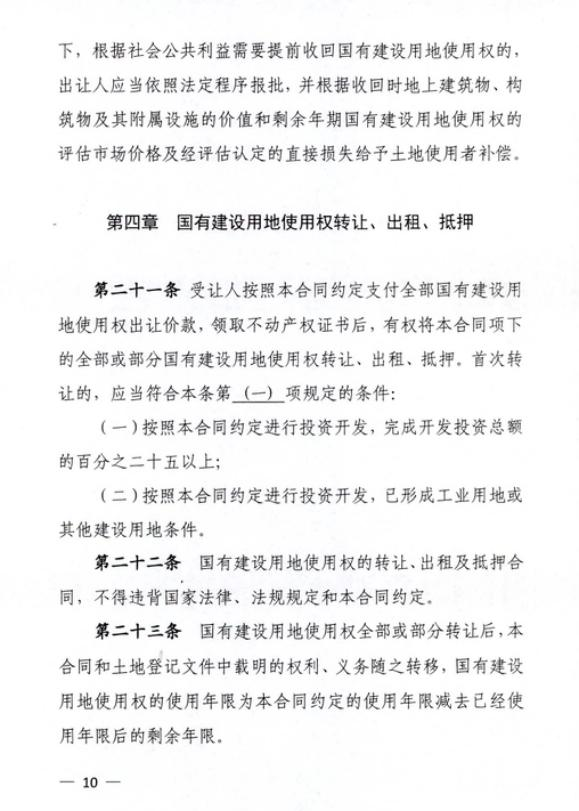 下，根据社会公共利益需要提前收回国有建设用地使用权的，
出让人应当依照法定程序报批，并根据收回时地上建筑物、构
筑物及其附属设施的价值和剩余年期国有建设用地使用权的
评估市场价格及经评估认定的直接损失给予土地使用者补偿。
第四章 国有建设用地使用权转让、出租、抵押
第二十一条 受让人按照本合同约定支付全部国有建设用
地使用权出让价款，领取不动产权证书后，有权将本合同项下
的全部或部分国有建设用地使用权转让、出租、抵押。首次转
让的，应当符合本条第 (一) 项规定的条件：
（一）按照本合同约定进行投资开发，完成开发投资总额
的百分之二十五以上；
（二）按照本合同约定进行投资开发，已形成工业用地或
其他建设用地条件。
第二十二条 国有建设用地使用权的转让、出租及抵押合
同，不得违背国家法律、法规规定和本合同约定。
第二十三条 国有建设用地使用权全部或部分转让后，本
合同和土地登记文件中载明的权利、义务随之转移，国有建设
用地使用权的使用年限为本合同约定的使用年限减去已经使
用年限后的剩余年限。
— 10 —